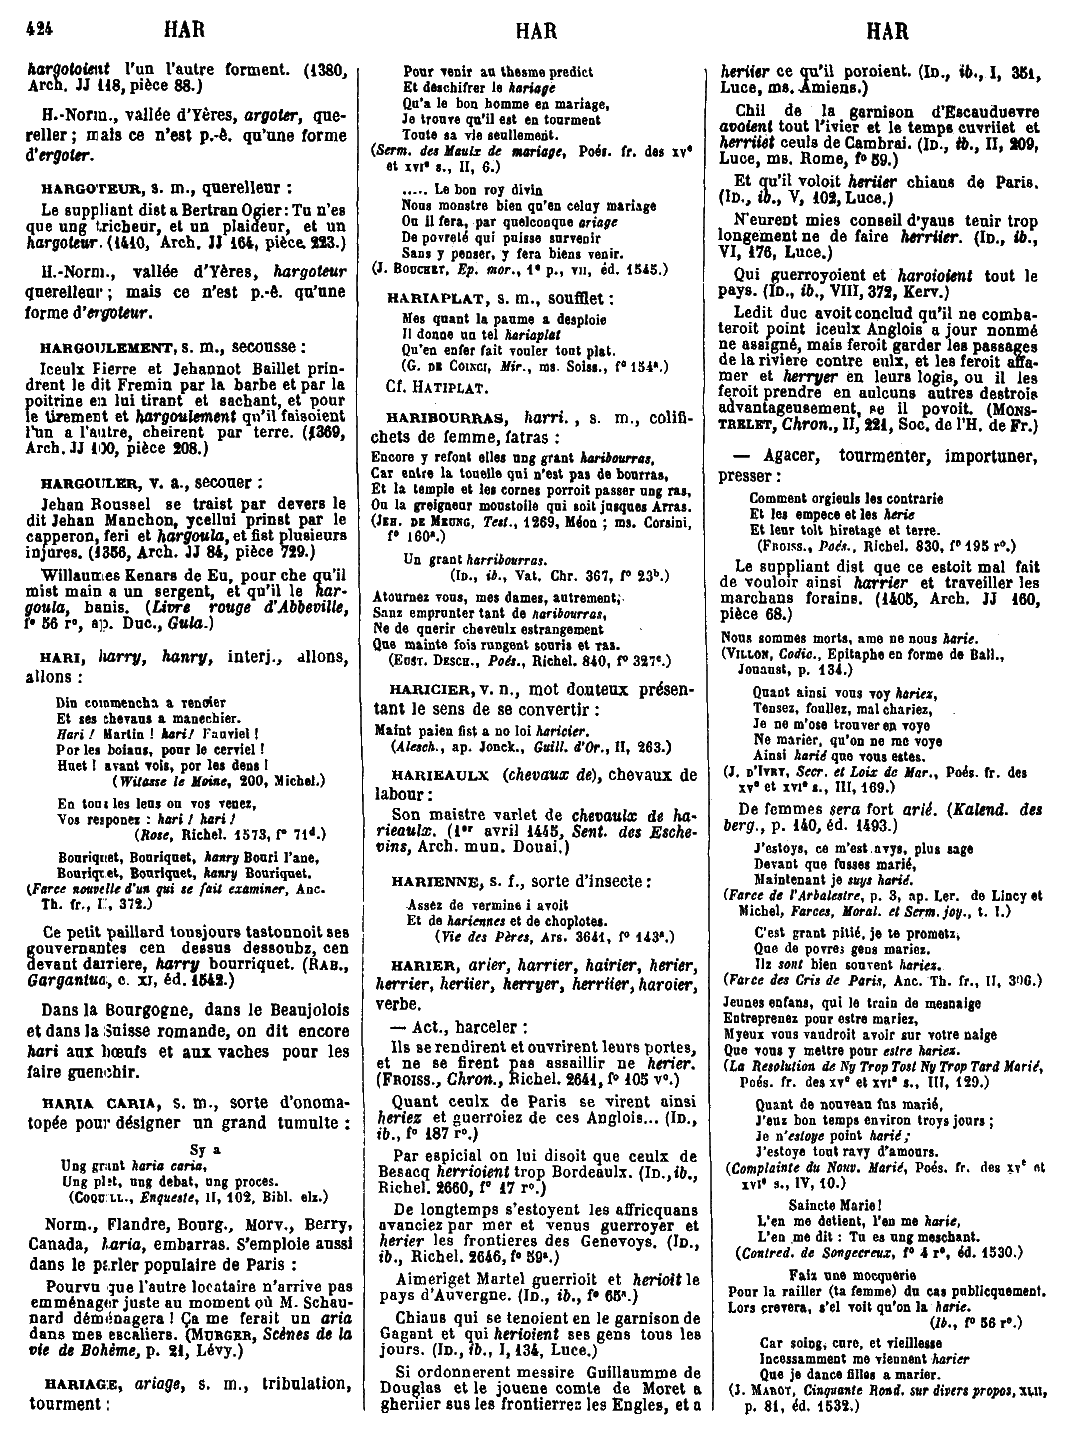 424 HAR HAR HAR
hargotoient l'un l'autre forment. (1380,
Arch. JJ 118, pièce 88.)
H.-Norm., vallée d'Yères, argoter, que-
reller ; mais ce n'est p.-ê. qu'une forme
d'ergoter.
HARGOTEUR, s. m., querelleur :
Le suppliant dist a Bertran Ogier: Tu n'es
que ung tricheur, et un plaideur, et un
hargoteur. (1410, Arch. JJ 164, pièce 223.)
H.-Norm., vallée d'Yères, hargoteur
querelleur ; mais ce n'est p.-ê. qu'une
forme d'ergoteur.
HARGOULEMENT, s. m., secousse :
Iceulx Pierre et Jehannot Baillet prin-
drent le dit Fremin par la barbe et par la
poitrine en lui tirant et sachant, et pour
le tirement et hargoulement qu'il faisoient
l'un a l'autre, cheirent par terre. (1369,
Arch. JJ 100, pièce 208.)
HARGOULER, v. a., secouer :
Jehan Roussel se traist par devers le
dit Jehan Manchon, ycellui prinst par le
capperon, feri et hargoula, et fist plusieurs
injures. (1356, Arch. JJ 84, pièce 729.)
Willaumes Kenars de Eu, pour che qu'il
mist main a un sergent, et qu'il le har-
goula, banis. (Livre rouge d'Abbeville,
f° 56 r°, ap. Duc., Gula.)
HARI, harry, hanry, interj., allons,
allons :
Din commencha a rencier
Et ses chevaus a manechier.
Hari ! Martin ! hari ! Fauviel !
Por les boians, pour le cerviel !
Huet ! avant vois, por les dens !
(Witasse le Moine, 200, Michel.)
En tous les lens ou vos venez,
Vos responez : hari ! hari !
(Rose, Richel. 1573, f° 71d.)
Bouriquet, Bouriquet, hanry Bouri l'ane,
Bouriquet, Bouriquet, hanry Bouriquet.
(Farce nouvelle d'un qui se fait examiner, Anc.
Th. fr., II, 372.)
Ce petit paillard tousjours tastonnoit ses
gouvernantes cen dessus dessoubz, cen
devant darriere, harry bourriquet. (RAB.,
Gargantua, c. XI, éd. 1542.)
Dans la Bourgogne, dans le Beaujolois
et dans la Suisse romande, on dit encore
hari aux bœufs et aux vaches pour les
faire guenchir.
HARIA CARIA, s. m., sorte d'onoma-
topée pour désigner un grand tumulte :
Sy a
Ung grant haria caria,
Ung plet, ung debat, ung proces.
(COQUILL., Enqueste, II, 102, Bibl. elz.)
Norm., Flandre, Bourg., Morv., Berry,
Canada, haria, embarras. S'emploie aussi
dans le parler populaire de Paris :
Pourvu que l'autre locataire n'arrive pas
emménager juste au moment où M. Schau-
nard déménagera ! Ça me ferait un aria
dans mes escaliers. (MURGER, Scènes de la
vie de Bohême, p. 21, Lévy.)
HARIAGE, ariage, s. m., tribulation,
tourment :
Pour venir au thesme predict
Et deschifrer le hariage
Qu'a le bon homme en mariage,
Je trouve qu'il est en tourment
Toute sa vie seullement.
(Serm. des Maulx de mariage, Poés. fr. des xve
et xvie s., II, 6.)
..... Le bon roy divin
Nous monstre bien qu'en celuy mariage
Ou il fera, par quelconque ariage
De povreté qui puisse survenir
Sans y penser, y fera biens venir.
(J. BOUCHET, Ep. mor., 1e p., VII, éd. 1545.)
HARIAPLAT, s. m., soufflet :
Mes quant la paume a desploie
Il donne un tel hariaplat
Qu'en enfer fait vouler tout plat.
(G. DE COINCI, Mir., ms. Soiss., f° 154a.)
Cf. HATIPLAT.
HARIBOURRAS, harri. , s. m., colifi-
chets de femme, fatras :
Encore y refont elles ung grant haribourras,
Car entre la touelle qui n'est pas de bourras,
Et la temple et les cornes porroit passer ung ras,
Ou la greigneur moustoile qui soit jusques Arras.
(JEH. DE MEUNG, Test., 1269, Méon ; ms. Corsini,
f° 160a.)
Un grant harribourras.
(ID., ib., Vat. Chr. 367, f° 23b.)
Atournez vous, mes dames, autrement,
Sanz emprunter tant de haribourras,
Ne de querir cheveulx estrangement
Que mainte fois rungent souris et ras.
(EUST. DESCH., Poés., Richel. 840, f° 327c.)
HARICIER, v. n., mot douteux présen-
tant le sens de se convertir :
Maint paien fist a no loi haricier.
(Alesch., ap. Jonck., Guill. d'Or., II, 263.)
HARIEAULX (chevaux de), chevaux de
labour :
Son maistre varlet de chevaulx de ha-
rieaulx. (1er avril 1445, Sent. des Esche-
vins, Arch. mun. Douai.)
HARIENNE, s. f., sorte d'insecte :
Assez de vermine i avoit
Et de hariennes et de choplotes.
(Vie des Pères, Ars. 3641, f° 143a.)
HARIER, arier, harrier, hairier, herier,
herrier, heriier, herryer, herriier, haroier,
verbe.
— Act., harceler :
Ils se rendirent et ouvrirent leurs portes,
et ne se firent pas assaillir ne herier.
(FROISS., Chron., Richel. 2641, f° 105 v°.)
Quant ceulx de Paris se virent ainsi
heriez et guerroiez de ces Anglois... (ID.,
ib., f° 187 r°.)
Par especial on lui disoit que ceulx de
Besacq herrioient trop Bordeaulx. (ID., ib.,
Richel. 2660, f° 17 r°.)
De longtemps s'estoyent les affricquans
avanciez par mer et venus guerroyer et
herier les frontieres des Genevoys. (ID.,
ib., Richel. 2646, f° 59a.)
Aimeriget Martel guerrioit et herioit le
pays d'Auvergne. (ID., ib., f° 65a.)
Chiaus qui se tenoient en le garnison de
Gagant et qui herioient ses gens tous les
jours. (ID., ib., I, 134, Luce.)
Si ordonnerent messire Guillaumme de
Douglas et le jouene comte de Moret a
gheriier sus les frontierrez les Engles, et a
heriier ce qu'il poroient. (ID., ib., I, 351,
Luce, ms. Amiens.)
Chil de la garnison d'Escauduevre
avoient tout l'ivier et le temps cuvriiet et
herriiet ceuls de Cambrai. (ID., ib., II, 209,
Luce, ms. Rome, f° 59.)
Et qu'il voloit heriier chiaus de Paris.
(ID., ib., V, 102, Luce.)
N'eurent mies conseil d'yaus tenir trop
longement ne de faire herriier. (ID., ib.,
VI, 176, Luce.)
Qui guerroyoient et haroioient tout le
pays. (ID., ib., VIII, 372, Kerv.)
Ledit duc avoit conclud qu'il ne comba-
teroit point iceulx Anglois a jour nonmé
ne assigné, mais feroit garder les passages
de la riviere contre eulx, et les feroit affa-
mer et herryer en leurs logis, ou il les
feroit prendre en aulcuns autres destrois
advantageusement, se il povoit. (MONS-
TRELET, Chron., II, 221, Soc. de l'H. de Fr.)
— Agacer, tourmenter, importuner,
presser :
Comment orgieuls les contrarie
Et les empece et les herie
Et leur tolt hiretage et terre.
(FROISS., Poés., Richel. 830, f° 195 r°.)
Le suppliant dist que ce estoit mal fait
de vouloir ainsi harrier et traveiller les
marchans forains. (1405, Arch. JJ 160,
pièce 68.)
Nous sommes morts, ame ne nous harie.
(VILLON, Codic., Epitaphe en forme de Ball.,
Jouaust, p. 134.)
Quant ainsi vous voy hariez,
Tensez, foullez, mal chariez,
Je ne m'ose trouver en voye
Ne marier, qu'on ne me voye
Ainsi harié que vous estes.
(J. D'IVRY, Secr. et Loix de Mar., Poés. fr. des
xve et xvie s., III, 169.)
De femmes sera fort arié. (Kalend. des
berg., p. 140, éd. 1493.)
J'estoys, ce m'est avys, plus sage
Devant que fusses marié,
Maintenant je suys harié.
(Farce de l'Arbalestre, p. 3, ap. Ler. de Lincy et
Michel, Farces, Moral. et Serm. joy., t. I.)
C'est grant pitié, je te prometz,
Que de povres gens mariez.
Ilz sont bien souvent hariez.
(Farce des Cris de Paris, Anc. Th. fr., II, 306.)
Jeunes enfans, qui le train de mesnaige
Entreprenez pour estre mariez,
Myeux vous vaudroit avoir sur votre naige
Que vous y mettre pour estre hariez.
(La Resolution de Ny Trop Tost Ny Trop Tard Marié,
Poés. fr. des xve et xvie s., III, 129.)
Quant de nouveau fus marié,
J'euz bon temps environ troys jours ;
Je n'estoye point harié ;
J'estoye tout ravy d'amours.
(Complainte du Nouv. Marié, Poés. fr. des xve et
xvie s., IV, 10.)
Saincte Marie !
L'en me detient, l'en me harie,
L'en me dit : Tu es ung meschant.
(Contred. de Songecreux, f° 4 r°, éd. 1530.)
Faiz une mocquerie
Pour la railler (ta femme) du cas publicquement.
Lors crevera, s'el voit qu'on la harie.
(Ib., f° 56 r°.)
Car soing, cure, et vieillesse
Incessamment me viennent harier
Que je dance filles a marier.
(J. MAROT, Cinquante Rond. sur divers propos, XLII,
p. 81, éd. 1532.)